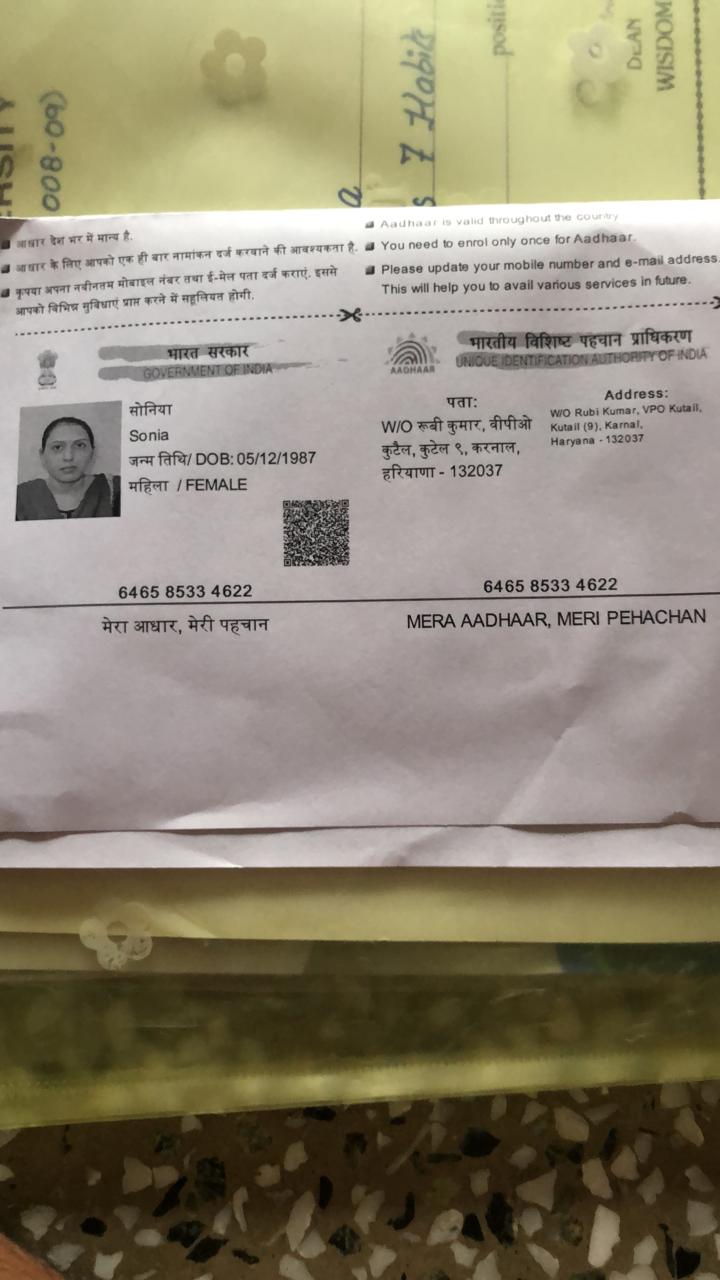 008-09)
7 Habits
positi
DEAN
WISDOM
आधार देश भर में मान्य है.
आधार के लिए आपको एक ही बार नामांकन दर्ज करवाने की आवश्यकता है.
कृपया अपना नवीनतम मोबाइल नंबर तथा ई-मेल पता दर्ज कराएं. इससे
आपको विभिन्न सुविधाएं प्राप्त करने में सहूलियत होगी.
Aadhaar is valid throughout the country
You need to enrol only once for Aadhaar.
Please update your mobile number and e-mail address.
This will help you to avail various services in future.
भारत सरकार
GOVERNMENT OF INDIA
सोनिया
Sonia
जन्म तिथि/ DOB: 05/12/1987
महिला / FEMALE
6465 8533 4622
मेरा आधार, मेरी पहचान
AADHAAR
भारतीय विशिष्ट पहचान प्राधिकरण
UNIQUE IDENTIFICATION AUTHORITY OF INDIA
पता:
W/O रूबी कुमार, वीपीओ
कुटैल, कुटेल ९, करनाल,
हरियाणा - 132037
Address:
W/O Rubi Kumar, VPO Kutail,
Kutail (9), Karnal,
Haryana - 132037
6465 8533 4622
MERA AADHAAR, MERI PEHACHAN